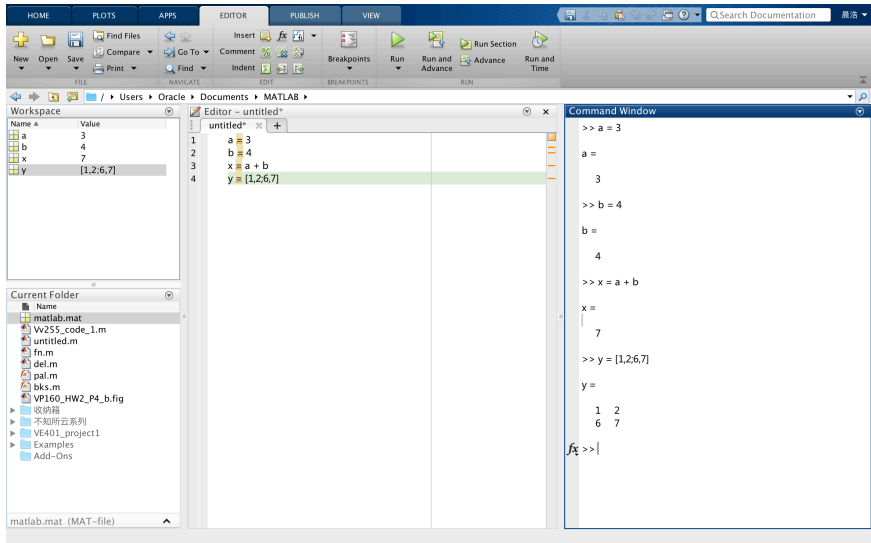 HOME PLOTS APPS EDITOR PUBLISH VIEW Search Documentation 晨浩
New Open Save Find Files Compare Print
FILE
Go To Find
NAVIGATE
Insert fx
Comment
Indent
EDIT
Breakpoints
BREAKPOINTS
Run Run and Advance Run Section Advance Run and Time
RUN
/ Users Oracle Documents MATLAB
Workspace
Name Value
a 3
b 4
x 7
y [1,2;6,7]
Current Folder
Name
matlab.mat
Vv255_code_1.m
untitled.m
fn.m
del.m
pal.m
bks.m
VP160_HW2_P4_b.fig
收纳箱
不知所云系列
VE401_project1
Examples
Add-Ons
matlab.mat (MAT-file)
Editor – untitled*
untitled* × +
1 a = 3
2 b = 4
3 x = a + b
4 y = [1,2;6,7]
Command Window
>> a = 3
a =
3
>> b = 4
b =
4
>> x = a + b
x =
7
>> y = [1,2;6,7]
y =
1 2
6 7
fx >>